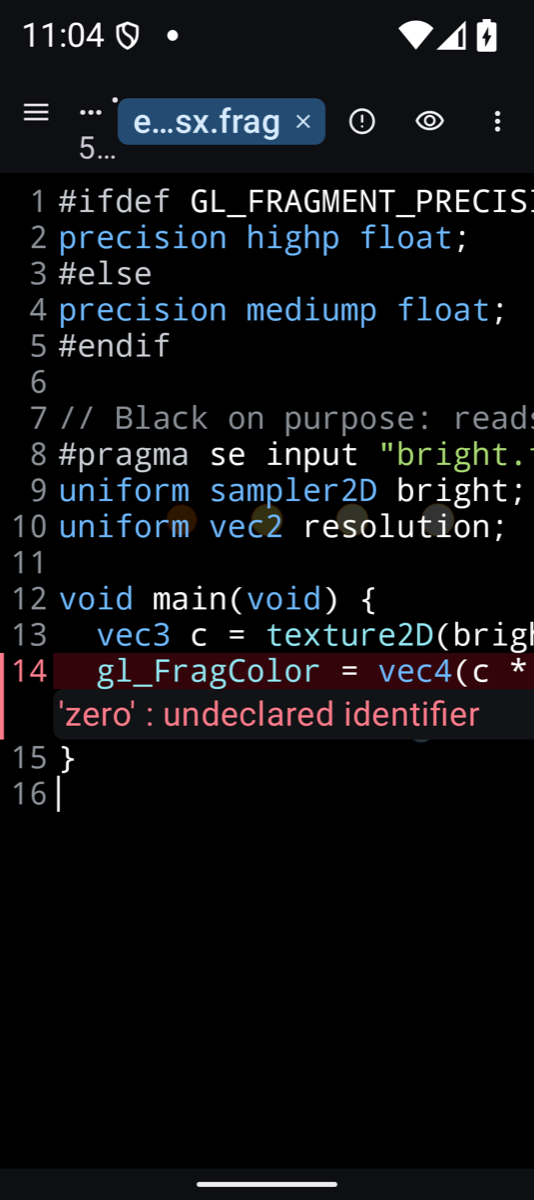 11:04
... e...sx.frag ×
5...
1 #ifdef GL_FRAGMENT_PRECISI
2 precision highp float;
3 #else
4 precision mediump float;
5 #endif
6
7 // Black on purpose: reads
8 #pragma se input "bright.
9 uniform sampler2D bright;
10 uniform vec2 resolution;
11
12 void main(void) {
13 vec3 c = texture2D(brigh
14 gl_FragColor = vec4(c *
'zero' : undeclared identifier
15 }
16